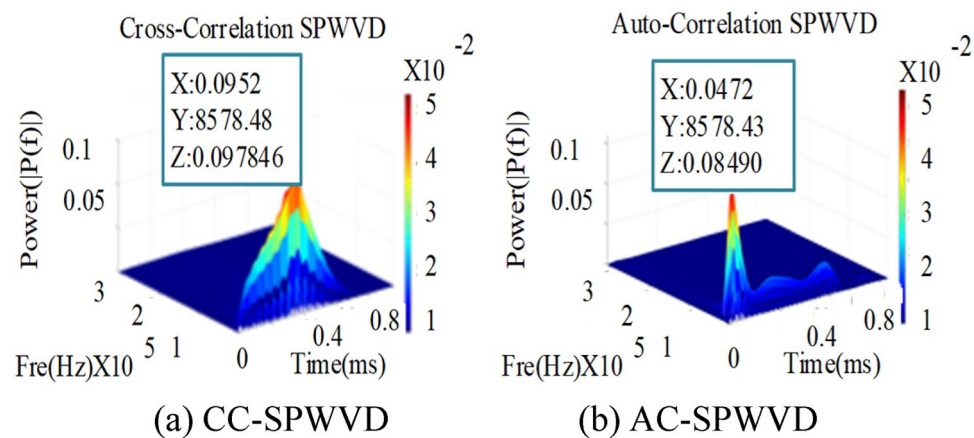 Cross-Correlation SPWVD
X:0.0952
Y:8578.48
Z:0.097846
X10
-2
5
4
3
2
1
Power(|P(f)|
0.1
0.05
3
2
5 1
Fre(Hz)X10
0
0.4
0.8
Time(ms)
(a) CC-SPWVD
Auto-Correlation SPWVD
X:0.0472
Y:8578.43
Z:0.08490
X10
-2
5
4
3
2
1
Power(|P(f)|
0.1
0.05
3
2
5 1
Fre(Hz)X10
0
0.4
0.8
Time(ms)
(b) AC-SPWVD